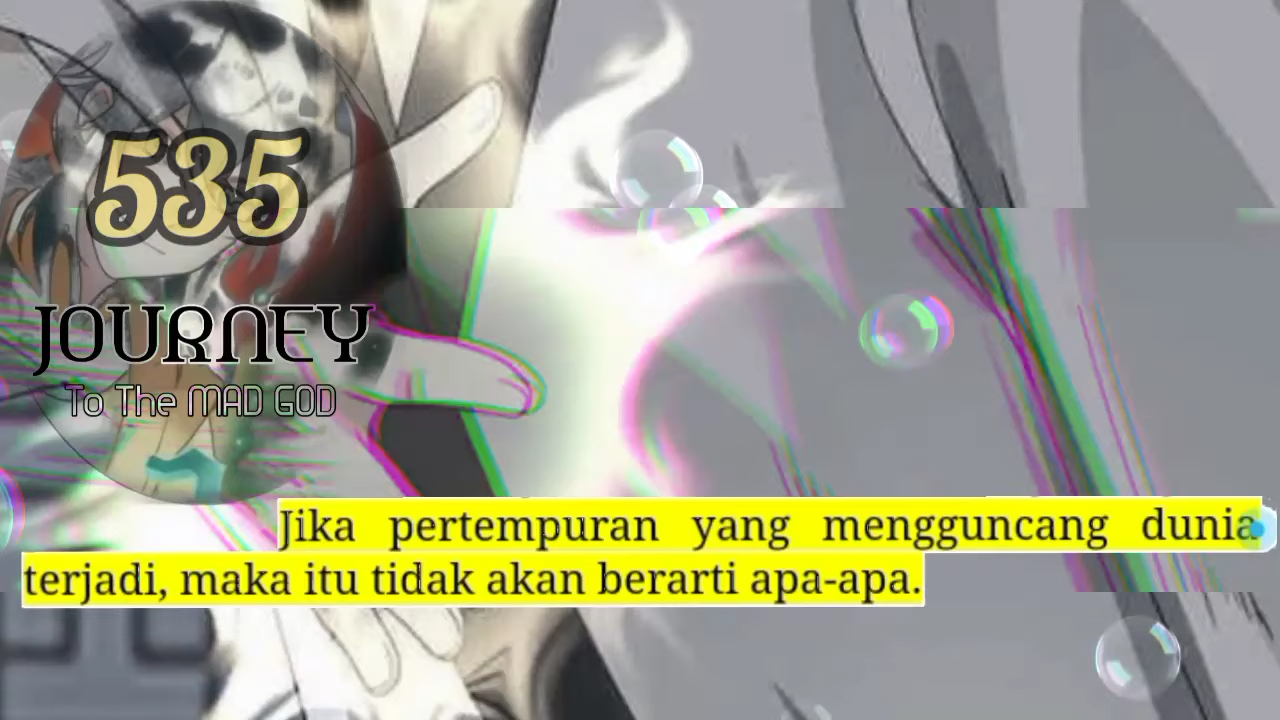 535
JOURNEY
To The MAD GOD
Jika pertempuran yang mengguncang dunia
terjadi, maka itu tidak akan berarti apa-apa.